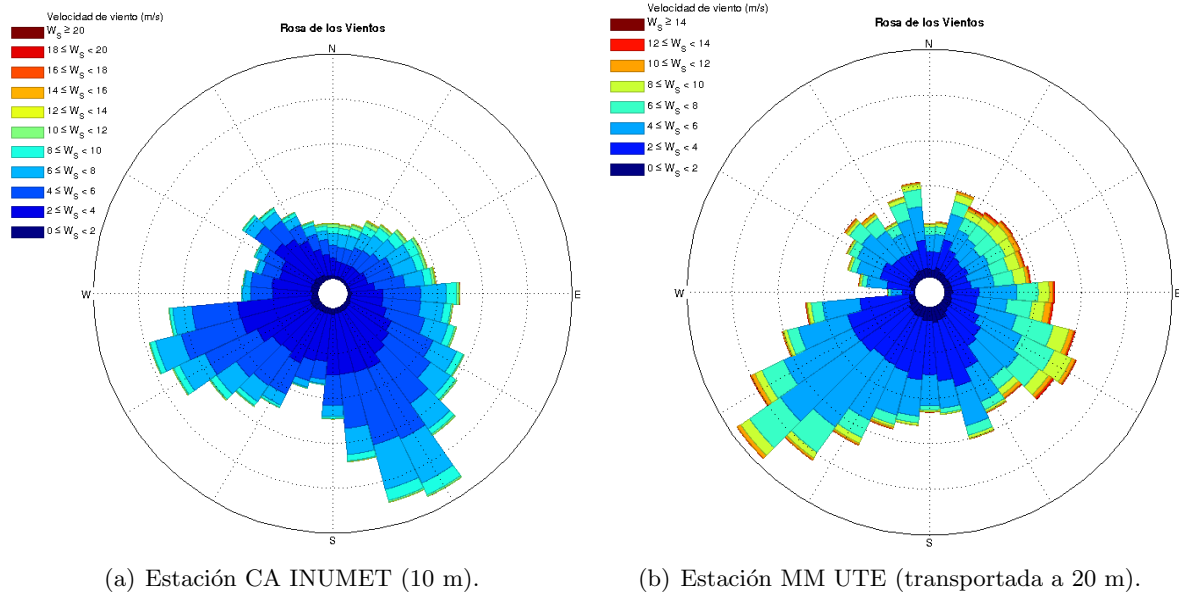 Velocidad de viento (m/s)
W_S ≥ 20
18 ≤ W_S < 20
16 ≤ W_S < 18
14 ≤ W_S < 16
12 ≤ W_S < 14
10 ≤ W_S < 12
8 ≤ W_S < 10
6 ≤ W_S < 8
4 ≤ W_S < 6
2 ≤ W_S < 4
0 ≤ W_S < 2
Rosa de los Vientos
N
W
E
S
(a) Estación CA INUMET (10 m).
Velocidad de viento (m/s)
W_S ≥ 14
12 ≤ W_S < 14
10 ≤ W_S < 12
8 ≤ W_S < 10
6 ≤ W_S < 8
4 ≤ W_S < 6
2 ≤ W_S < 4
0 ≤ W_S < 2
Rosa de los Vientos
N
W
E
S
(b) Estación MM UTE (transportada a 20 m).